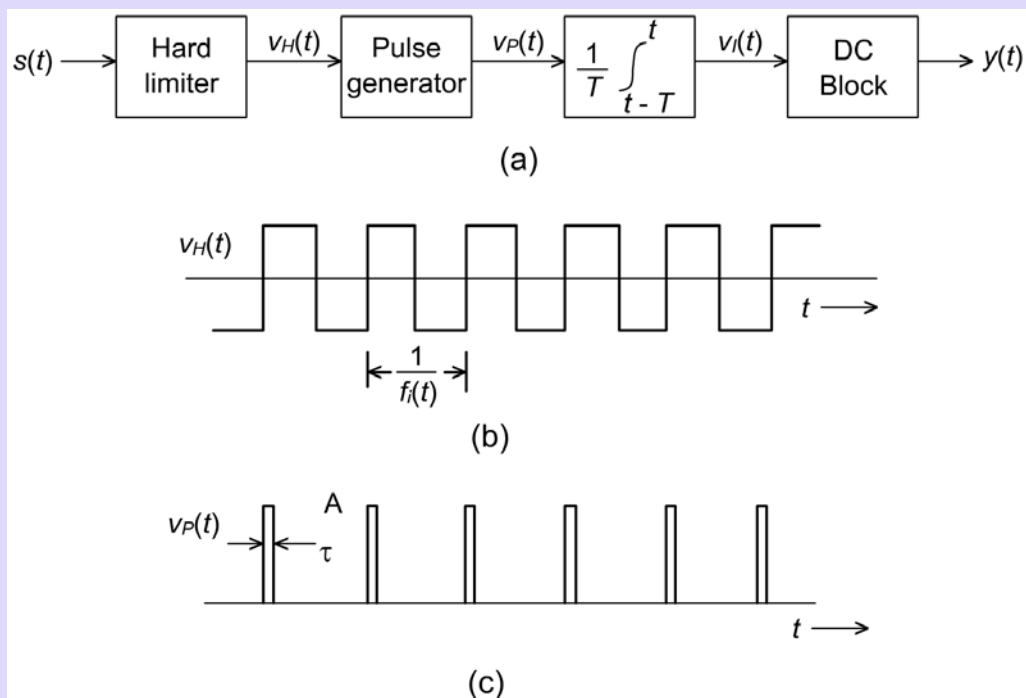 s(t)
Hard limiter
v_H(t)
Pulse generator
v_P(t)
1/T ∫ t t - T
v_I(t)
DC Block
y(t)
(a)
v_H(t)
t
1/f_i(t)
(b)
v_P(t)
A
τ
t
(c)